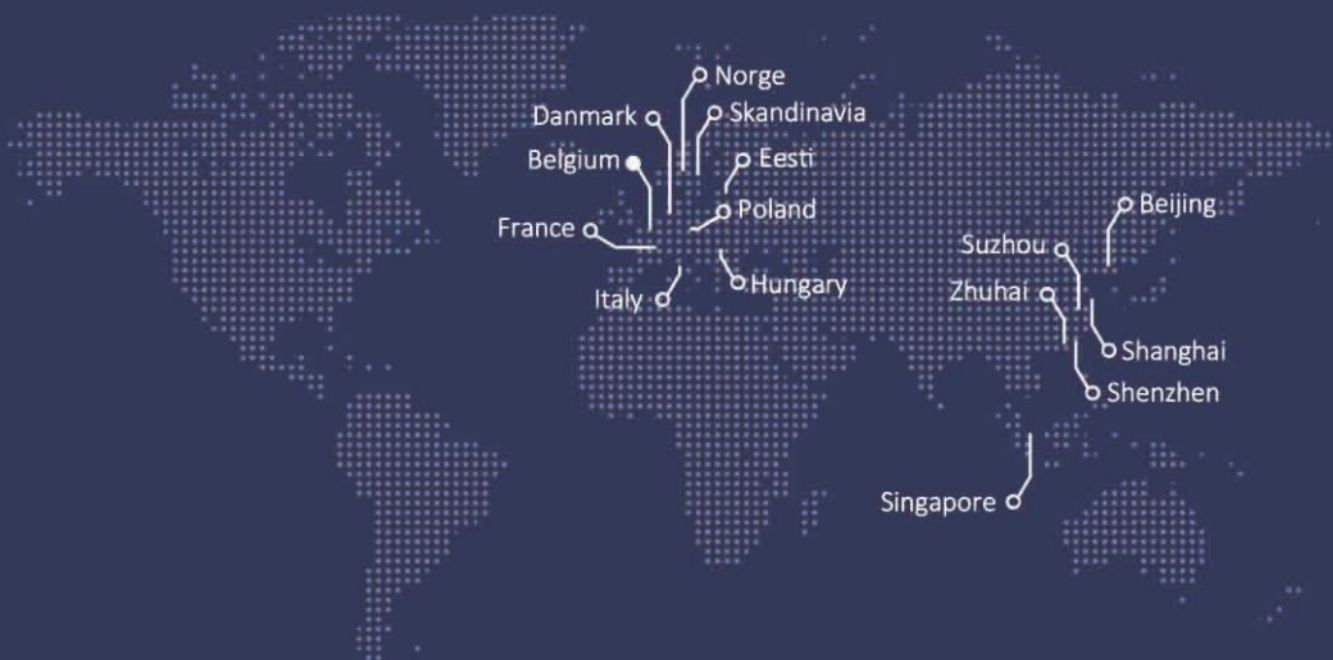 Norge
Danmark
Skandinavia
Belgium
Eesti
Poland
France
Italy
Hungary
Beijing
Suzhou
Zhuhai
Shanghai
Shenzhen
Singapore